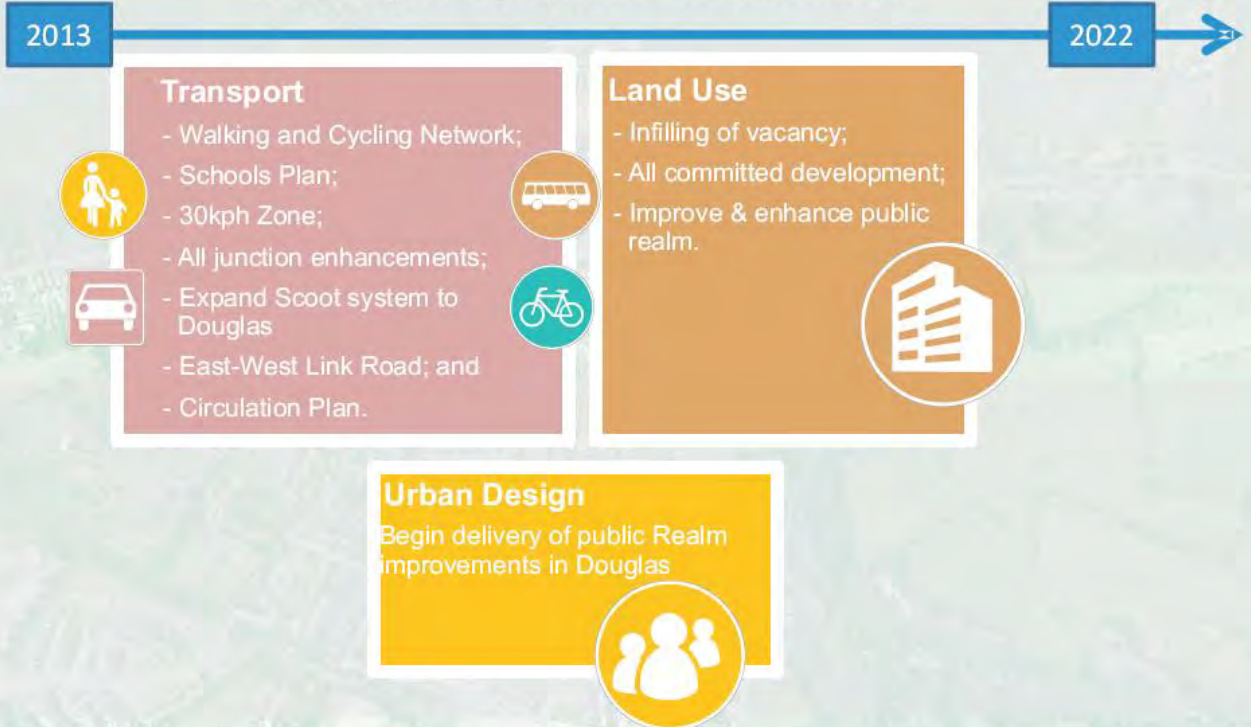 2013
2022
Transport
- Walking and Cycling Network;
- Schools Plan;
- 30kph Zone;
- All junction enhancements;
- Expand Scoot system to
Douglas
- East-West Link Road; and
- Circulation Plan.
Land Use
- Infilling of vacancy;
- All committed development;
- Improve & enhance public
realm.
Urban Design
Begin delivery of public Realm
improvements in Douglas